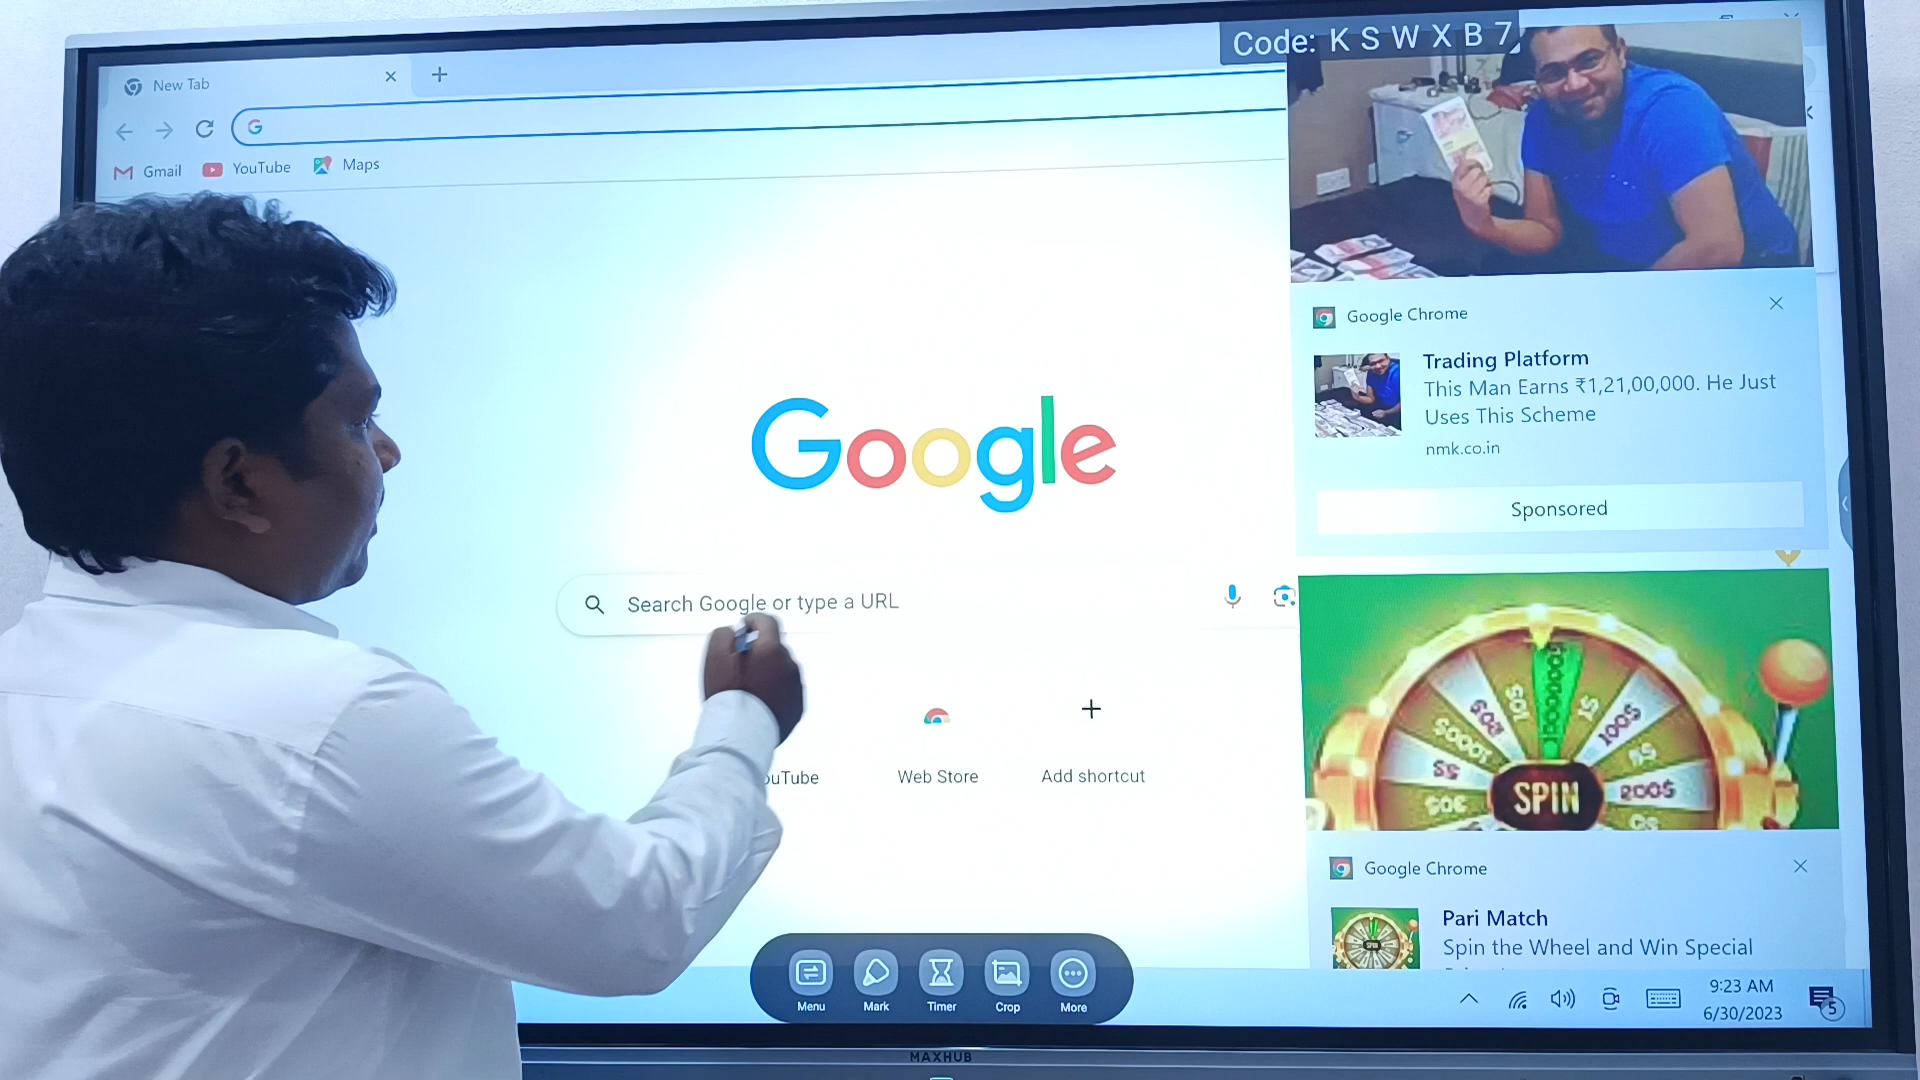 Code: K S W X B 7
New Tab
Gmail YouTube Maps
Google
Search Google or type a URL
ouTube
Web Store
Add shortcut
Google Chrome
Trading Platform
This Man Earns ₹1,21,00,000. He Just
Uses This Scheme
nmk.co.in
Sponsored
SPIN
Google Chrome
Pari Match
Spin the Wheel and Win Special
Menu Mark Timer Crop More
9:23 AM
6/30/2023
5
MAXHUB